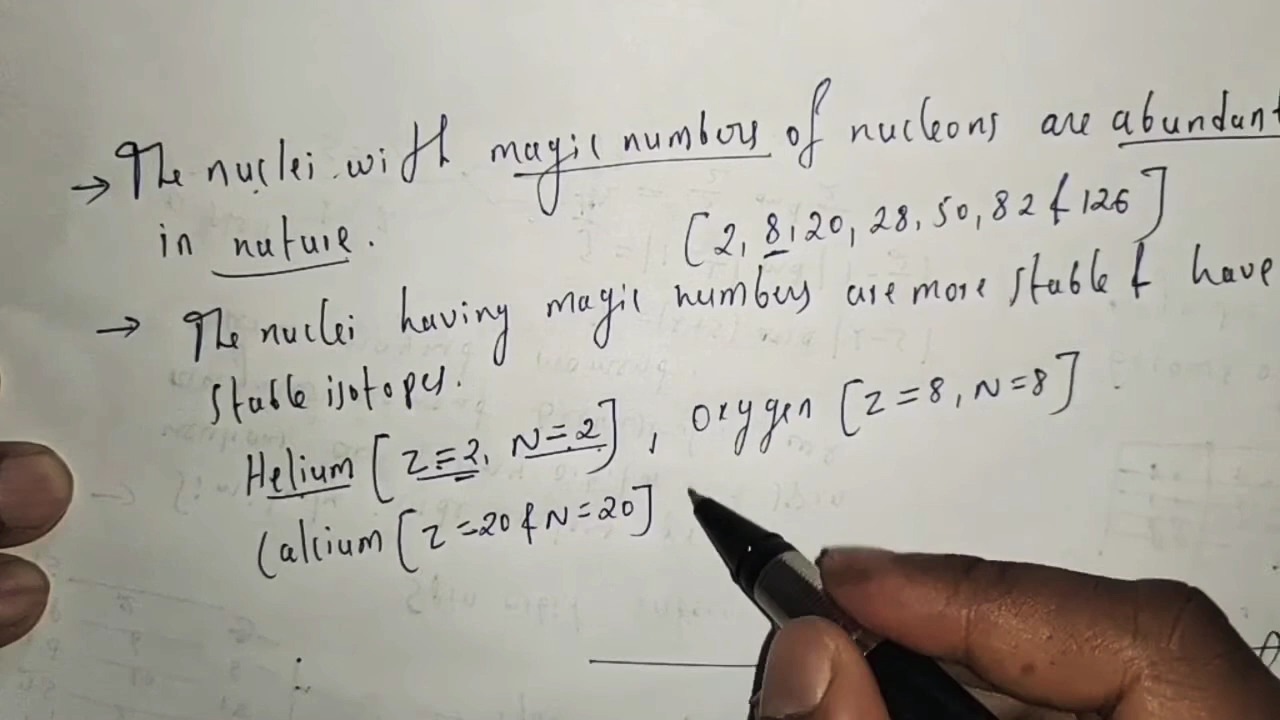 → The nuclei with magic numbers of nucleons are abundant
in nature. [2, 8, 20, 28, 50, 82 & 126]
→ The nuclei having magic numbers are more stable & have
stable isotopes.
Helium [Z=2, N=2], Oxygen [Z=8, N=8]
Calcium [Z=20 & N=20]